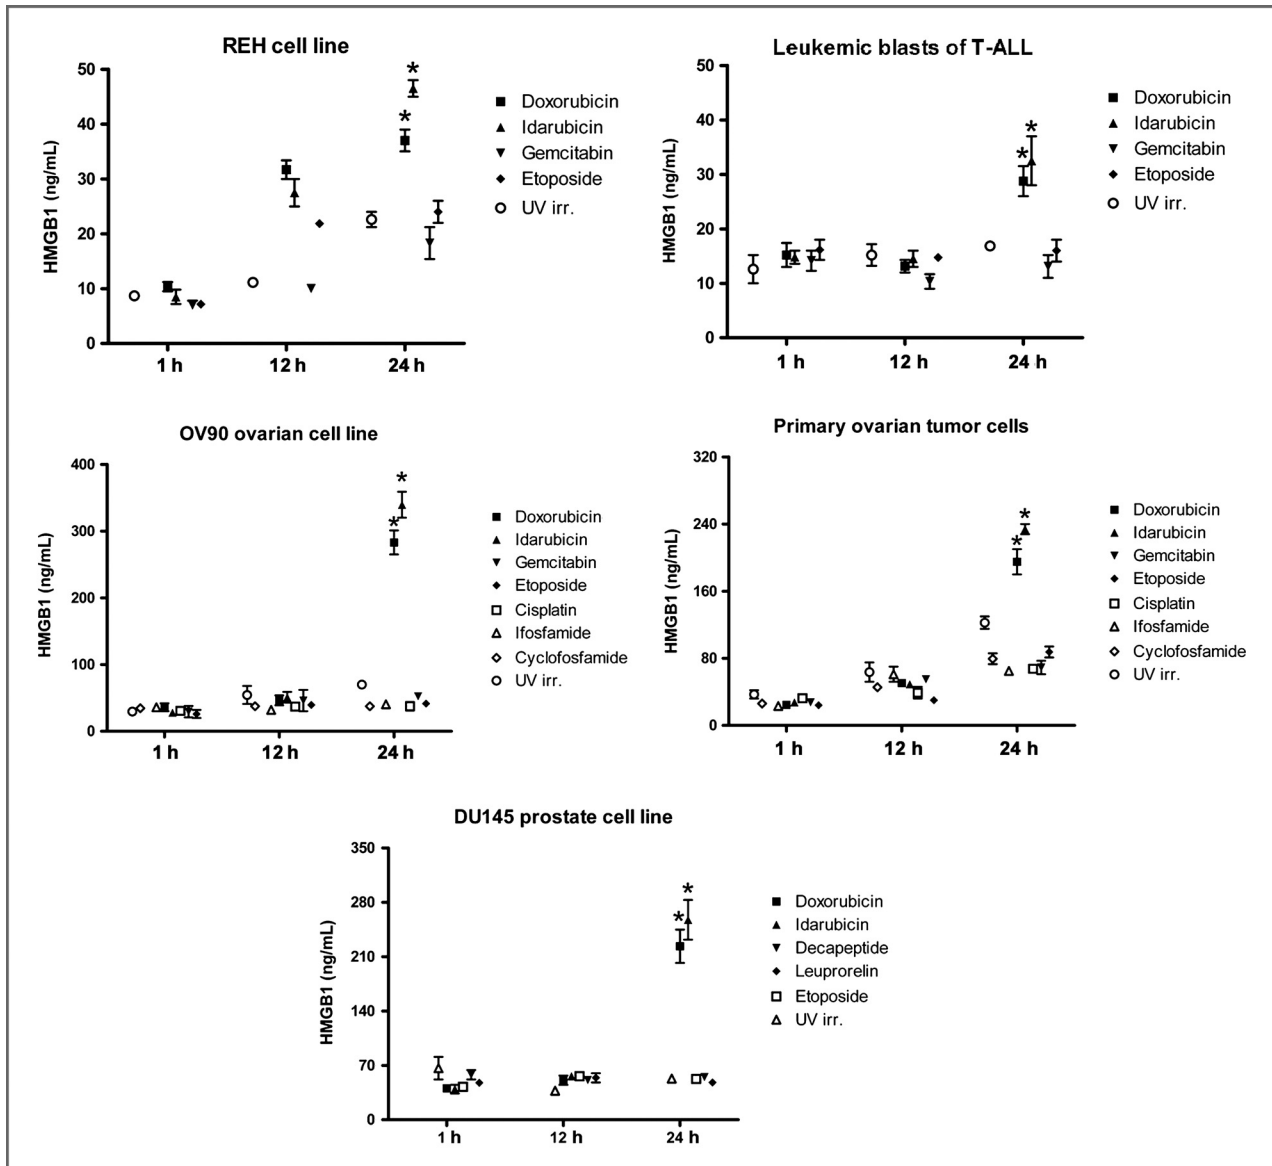 REH cell line
HMGB1 (ng/mL)
50
40
30
20
10
0
* *
1 h 12 h 24 h
Doxorubicin
Idarubicin
Gemcitabin
Etoposide
UV irr.
Leukemic blasts of T-ALL
HMGB1 (ng/mL)
50
40
30
20
10
0
* *
1 h 12 h 24 h
Doxorubicin
Idarubicin
Gemcitabin
Etoposide
UV irr.
OV90 ovarian cell line
HMGB1 (ng/mL)
400
300
200
100
0
* *
1 h 12 h 24 h
Doxorubicin
Idarubicin
Gemcitabin
Etoposide
Cisplatin
Ifosfamide
Cyclofosfamide
UV irr.
Primary ovarian tumor cells
HMGB1 (ng/mL)
320
240
160
80
0
* *
1 h 12 h 24 h
Doxorubicin
Idarubicin
Gemcitabin
Etoposide
Cisplatin
Ifosfamide
Cyclofosfamide
UV irr.
DU145 prostate cell line
HMGB1 (ng/mL)
350
280
210
140
70
0
* *
1 h 12 h 24 h
Doxorubicin
Idarubicin
Decapeptide
Leuprorelin
Etoposide
UV irr.